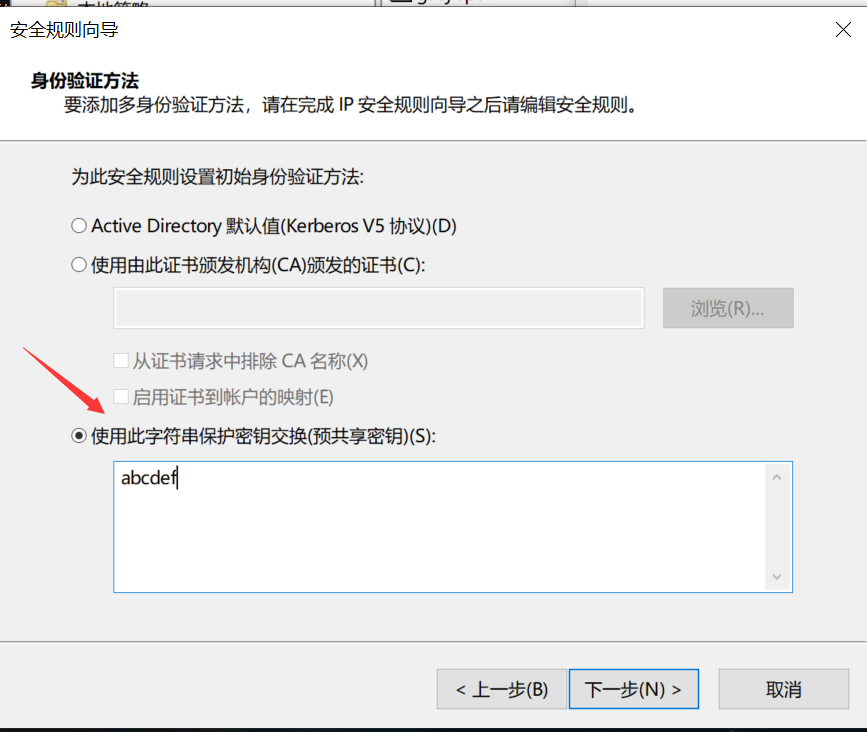 安全规则向导
身份验证方法
要添加多身份验证方法，请在完成 IP 安全规则向导之后请编辑安全规则。
为此安全规则设置初始身份验证方法:
Active Directory 默认值(Kerberos V5 协议)(D)
使用由此证书颁发机构(CA)颁发的证书(C):
浏览(R)...
从证书请求中排除 CA 名称(X)
启用证书到帐户的映射(E)
使用此字符串保护密钥交换(预共享密钥)(S):
abcdef
< 上一步(B) 下一步(N) > 取消